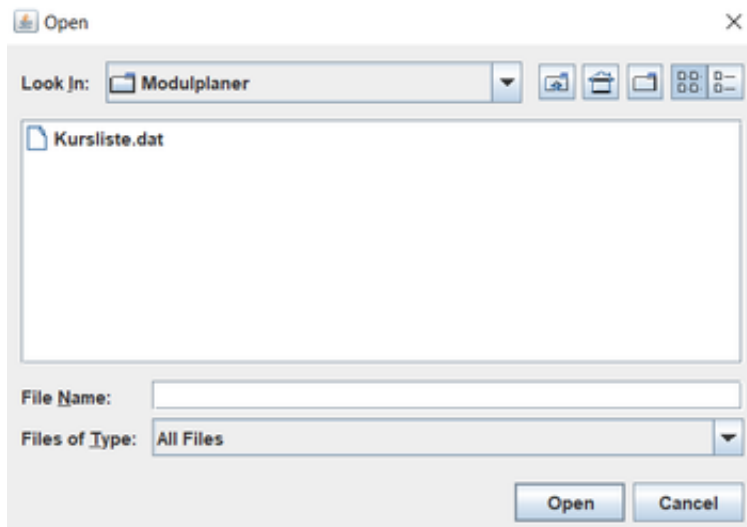 Open
Look In: Modulplaner
Kursliste.dat
File Name:
Files of Type: All Files
Open Cancel